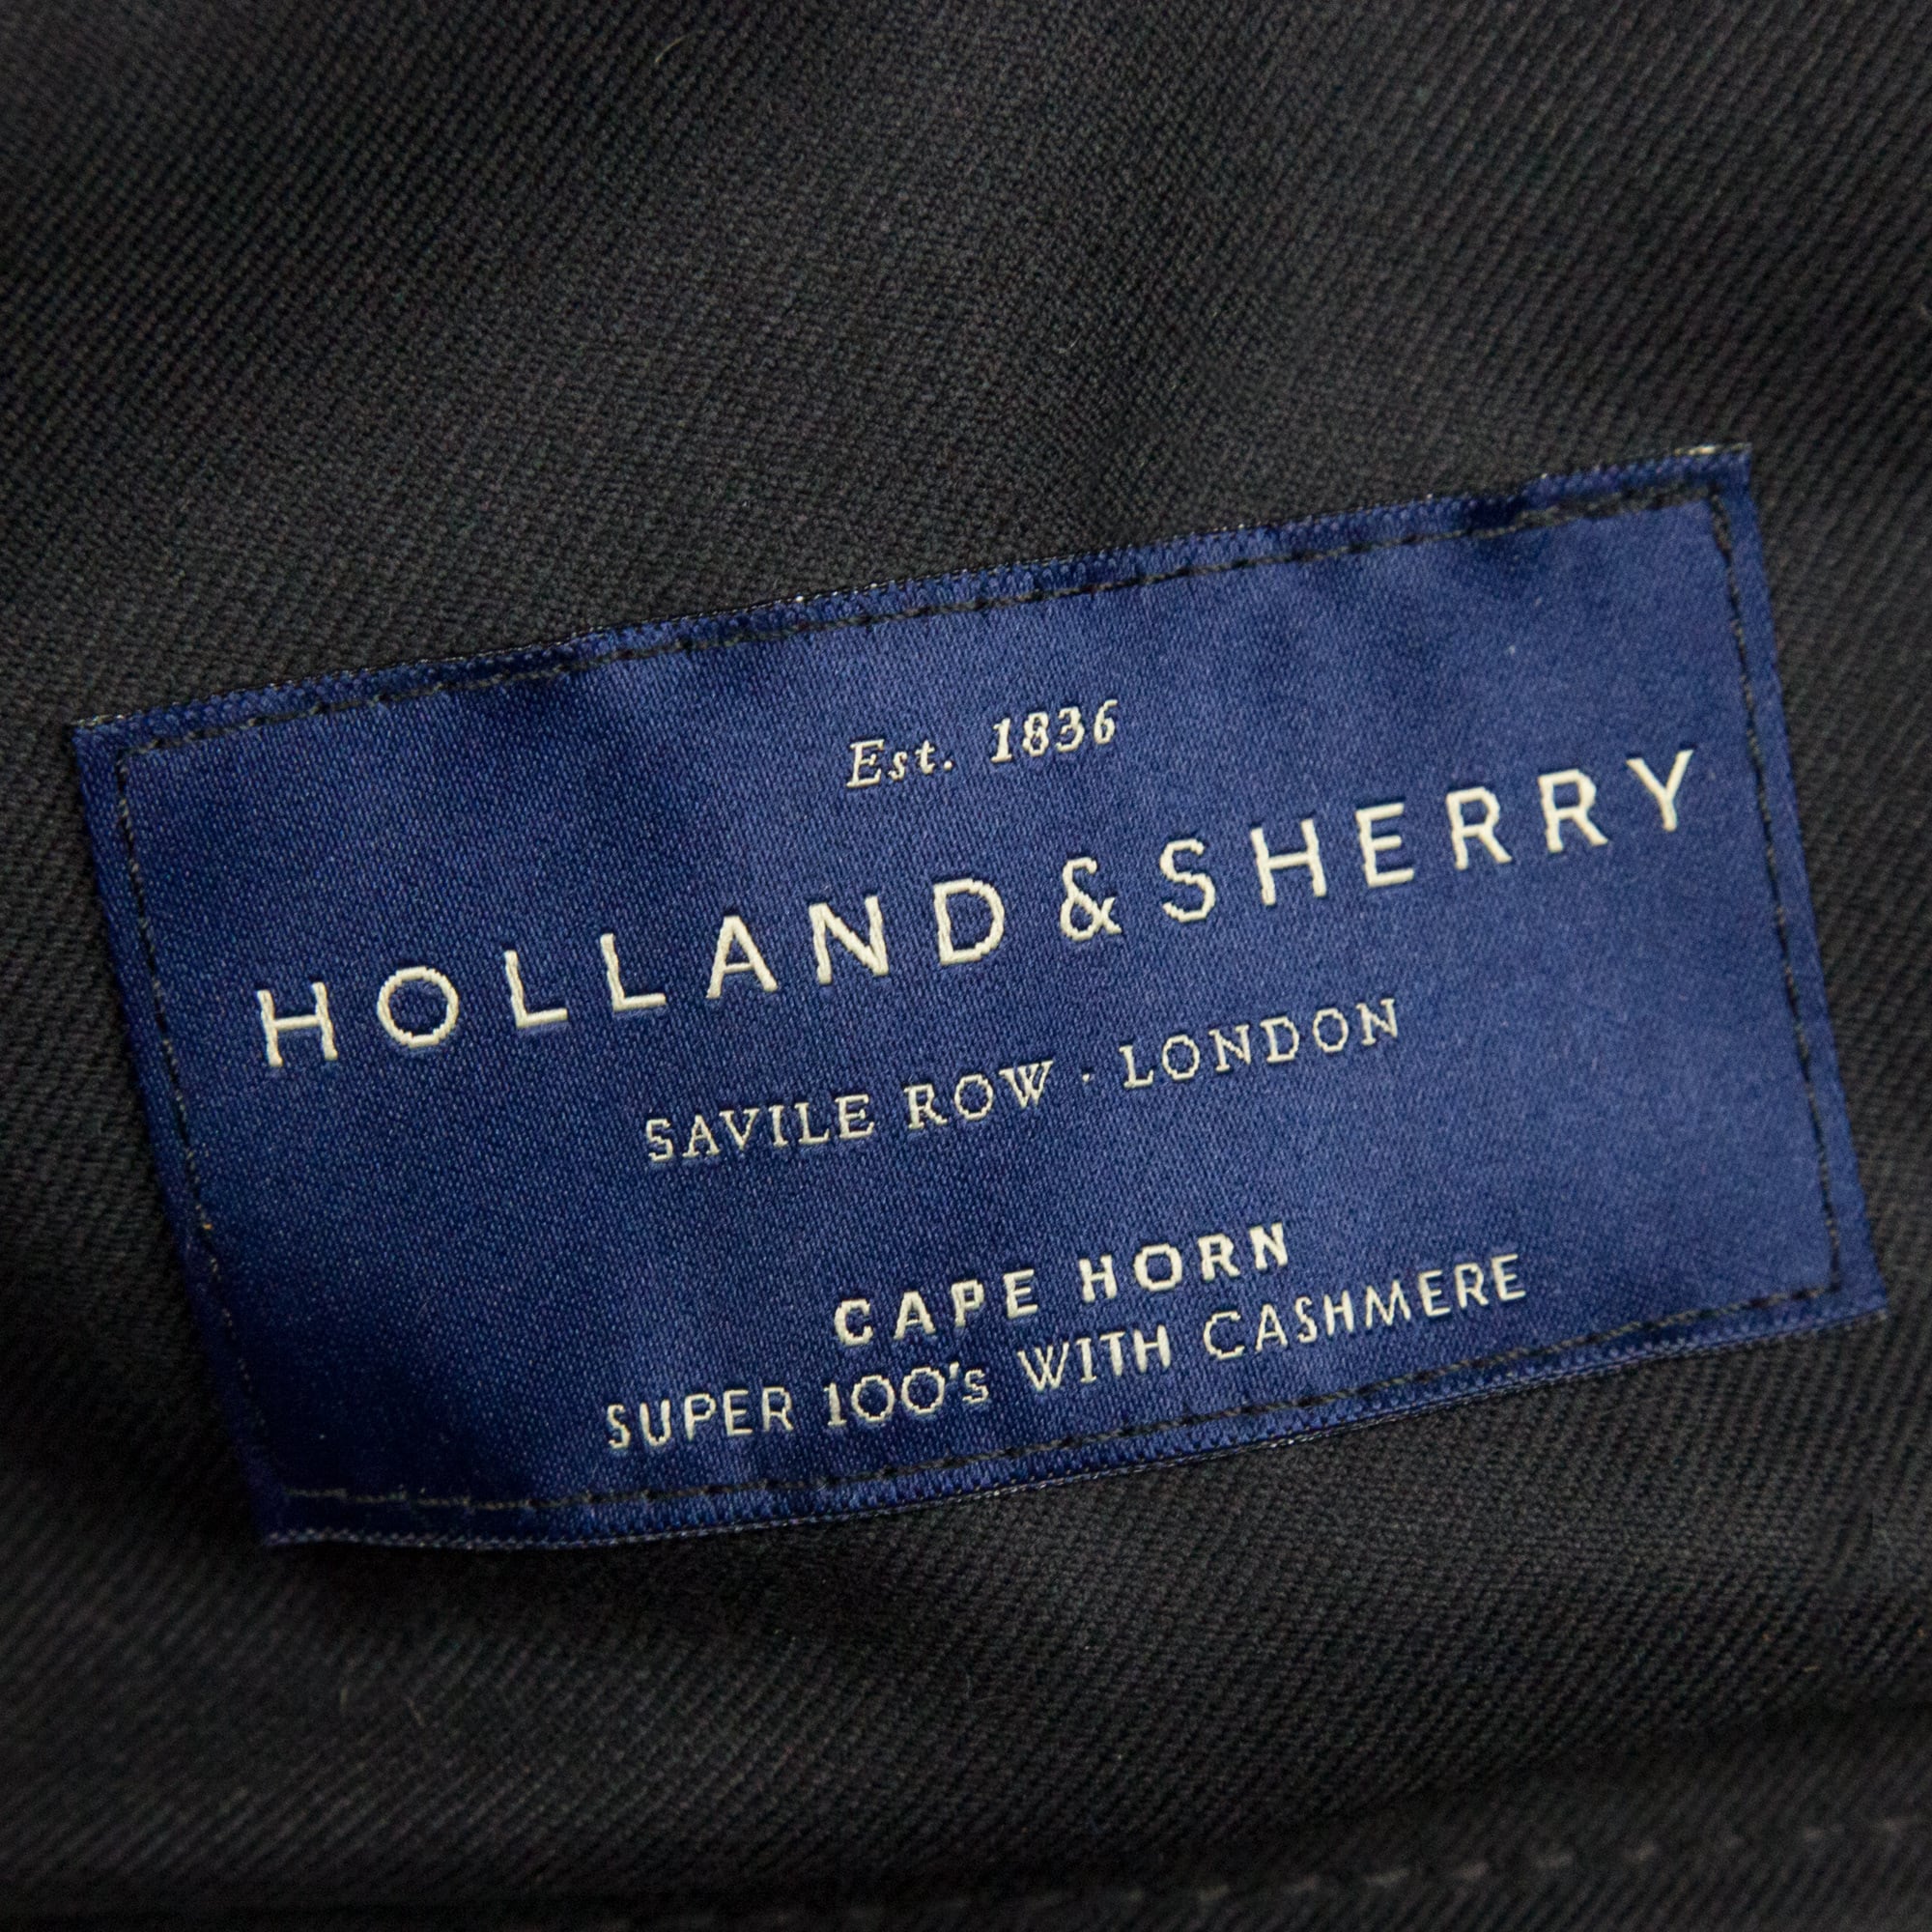 Est. 1836
HOLLAND & SHERRY
SAVILE ROW · LONDON
CAPE HORN
SUPER 100's WITH CASHMERE